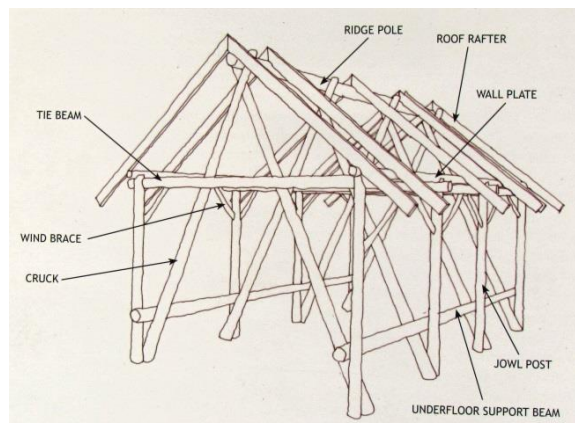 RIDGE POLE
ROOF RAFTER
WALL PLATE
TIE BEAM
WIND BRACE
CRUCK
JOWL POST
UNDERFLOOR SUPPORT BEAM